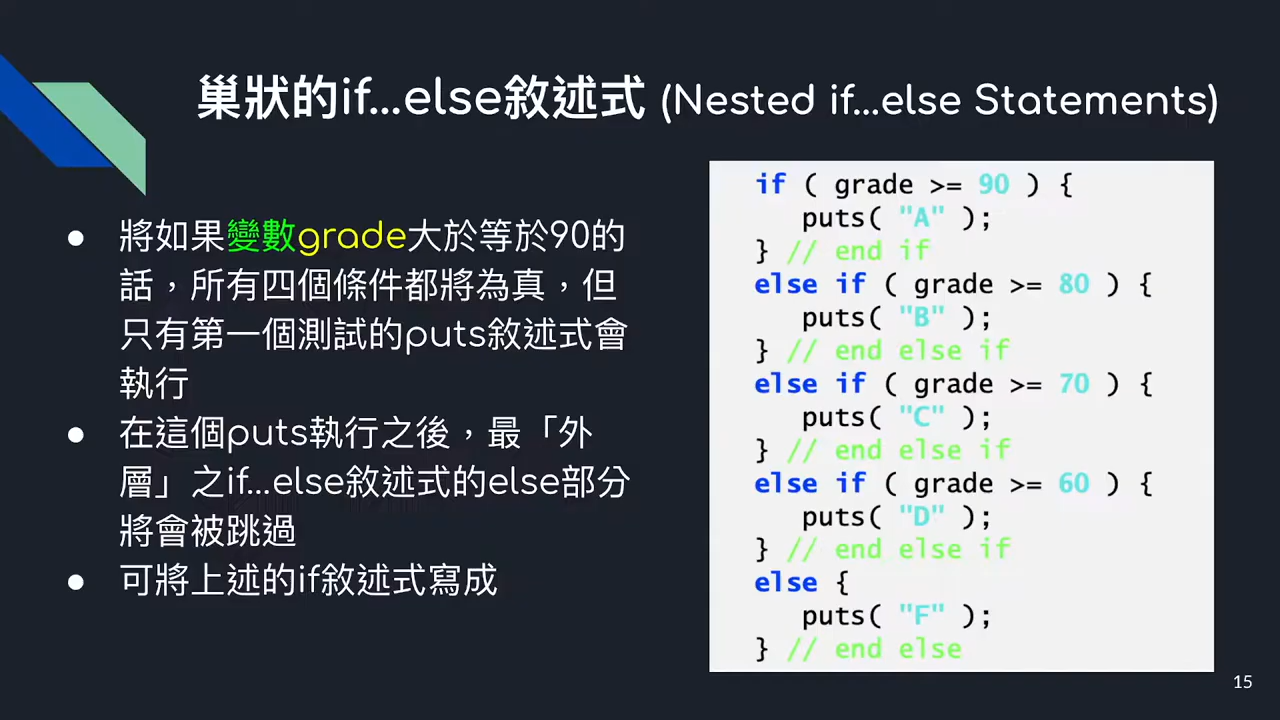 巢狀的if...else敘述式 (Nested if...else Statements)
● 將如果變數grade大於等於90的
話，所有四個條件都將為真，但
只有第一個測試的puts敘述式會
執行
● 在這個puts執行之後，最「外
層」之if...else敘述式的else部分
將會被跳過
● 可將上述的if敘述式寫成
if ( grade >= 90 ) {
puts( "A" );
} // end if
else if ( grade >= 80 ) {
puts( "B" );
} // end else if
else if ( grade >= 70 ) {
puts( "C" );
} // end else if
else if ( grade >= 60 ) {
puts( "D" );
} // end else if
else {
puts( "F" );
} // end else
15